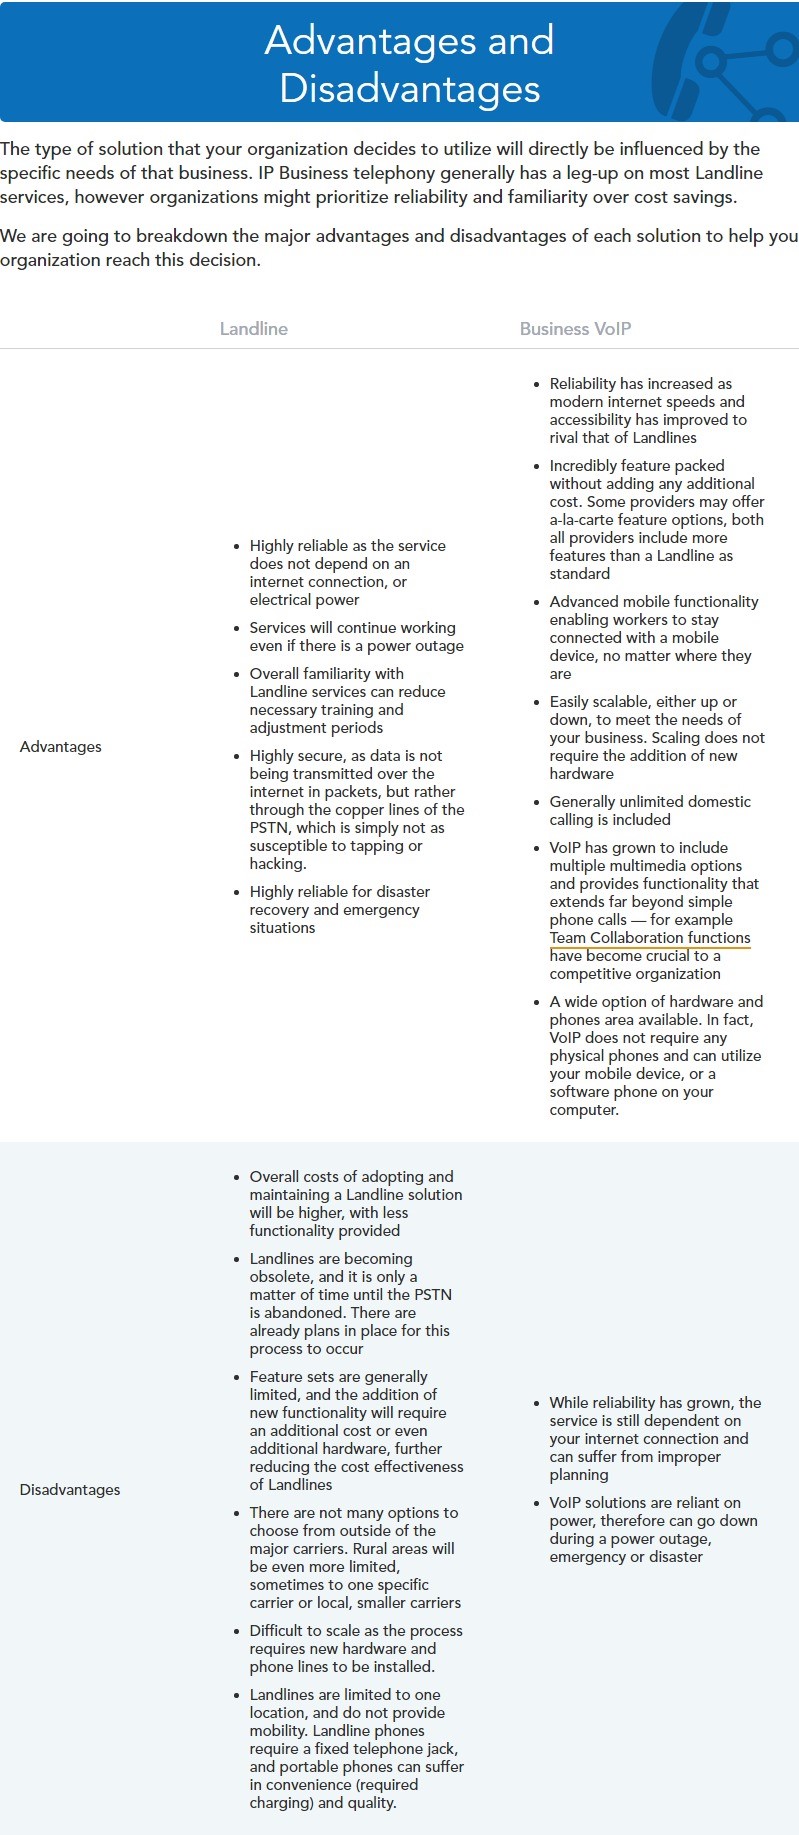 Advantages and
Disadvantages
The type of solution that your organization decides to utilize will directly be influenced by the
specific needs of that business. IP Business telephony generally has a leg-up on most Landline
services, however organizations might prioritize reliability and familiarity over cost savings.
We are going to breakdown the major advantages and disadvantages of each solution to help you
organization reach this decision.
Landline
Business VoIP
Advantages
• Highly reliable as the service
does not depend on an
internet connection, or
electrical power
• Services will continue working
even if there is a power outage
• Overall familiarity with
Landline services can reduce
necessary training and
adjustment periods
• Highly secure, as data is not
being transmitted over the
internet in packets, but rather
through the copper lines of the
PSTN, which is simply not as
susceptible to tapping or
hacking.
• Highly reliable for disaster
recovery and emergency
situations
• Reliability has increased as
modern internet speeds and
accessibility has improved to
rival that of Landlines
• Incredibly feature packed
without adding any additional
cost. Some providers may offer
a-la-carte feature options, both
all providers include more
features than a Landline as
standard
• Advanced mobile functionality
enabling workers to stay
connected with a mobile
device, no matter where they
are
• Easily scalable, either up or
down, to meet the needs of
your business. Scaling does not
require the addition of new
hardware
• Generally unlimited domestic
calling is included
• VoIP has grown to include
multiple multimedia options
and provides functionality that
extends far beyond simple
phone calls — for example
Team Collaboration functions
have become crucial to a
competitive organization
• A wide option of hardware and
phones area available. In fact,
VoIP does not require any
physical phones and can utilize
your mobile device, or a
software phone on your
computer.
Disadvantages
• Overall costs of adopting and
maintaining a Landline solution
will be higher, with less
functionality provided
• Landlines are becoming
obsolete, and it is only a
matter of time until the PSTN
is abandoned. There are
already plans in place for this
process to occur
• Feature sets are generally
limited, and the addition of
new functionality will require
an additional cost or even
additional hardware, further
reducing the cost effectiveness
of Landlines
• There are not many options to
choose from outside of the
major carriers. Rural areas will
be even more limited,
sometimes to one specific
carrier or local, smaller carriers
• Difficult to scale as the process
requires new hardware and
phone lines to be installed.
• Landlines are limited to one
location, and do not provide
mobility. Landline phones
require a fixed telephone jack,
and portable phones can suffer
in convenience (required
charging) and quality.
• While reliability has grown, the
service is still dependent on
your internet connection and
can suffer from improper
planning
• VoIP solutions are reliant on
power, therefore can go down
during a power outage,
emergency or disaster